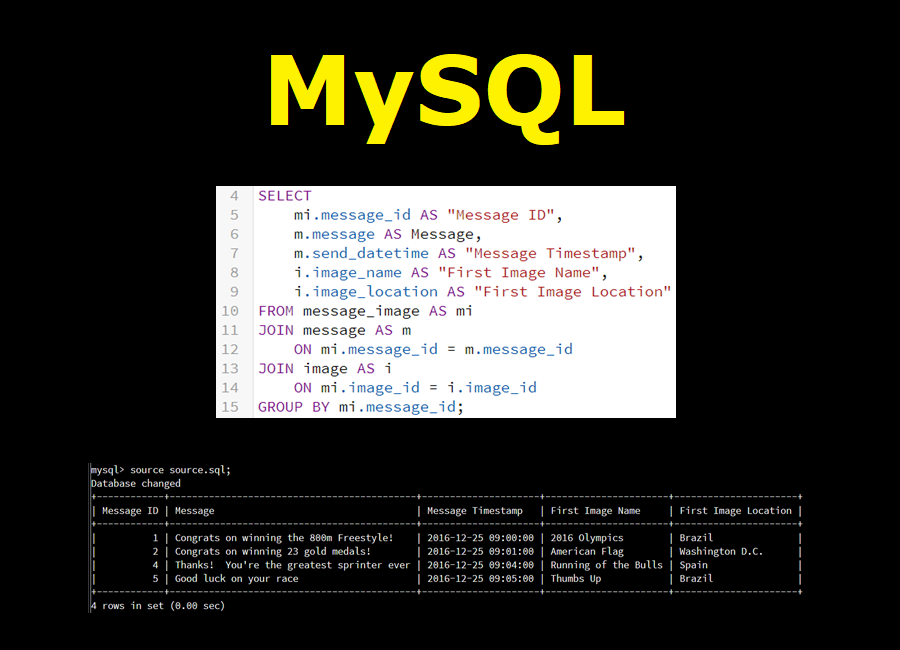 MySQL
4 SELECT
5     mi.message_id AS "Message ID",
6     m.message AS Message,
7     m.send_datetime AS "Message Timestamp",
8     i.image_name AS "First Image Name",
9     i.image_location AS "First Image Location"
10 FROM message_image AS mi
11 JOIN message AS m
12     ON mi.message_id = m.message_id
13 JOIN image AS i
14     ON mi.image_id = i.image_id
15 GROUP BY mi.message_id;
mysql> source source.sql;
Database changed
+------------+------------------------------------------+---------------------+----------------------+----------------------+
| Message ID | Message                                  | Message Timestamp   | First Image Name     | First Image Location |
+------------+------------------------------------------+---------------------+----------------------+----------------------+
|          1 | Congrats on winning the 800m Freestyle!  | 2016-12-25 09:00:00 | 2016 Olympics        | Brazil               |
|          2 | Congrats on winning 23 gold medals!      | 2016-12-25 09:01:00 | American Flag        | Washington D.C.      |
|          4 | Thanks!  You're the greatest sprinter ever | 2016-12-25 09:04:00 | Running of the Bulls | Spain                |
|          5 | Good luck on your race                   | 2016-12-25 09:05:00 | Thumbs Up            | Brazil               |
+------------+------------------------------------------+---------------------+----------------------+----------------------+
4 rows in set (0.00 sec)